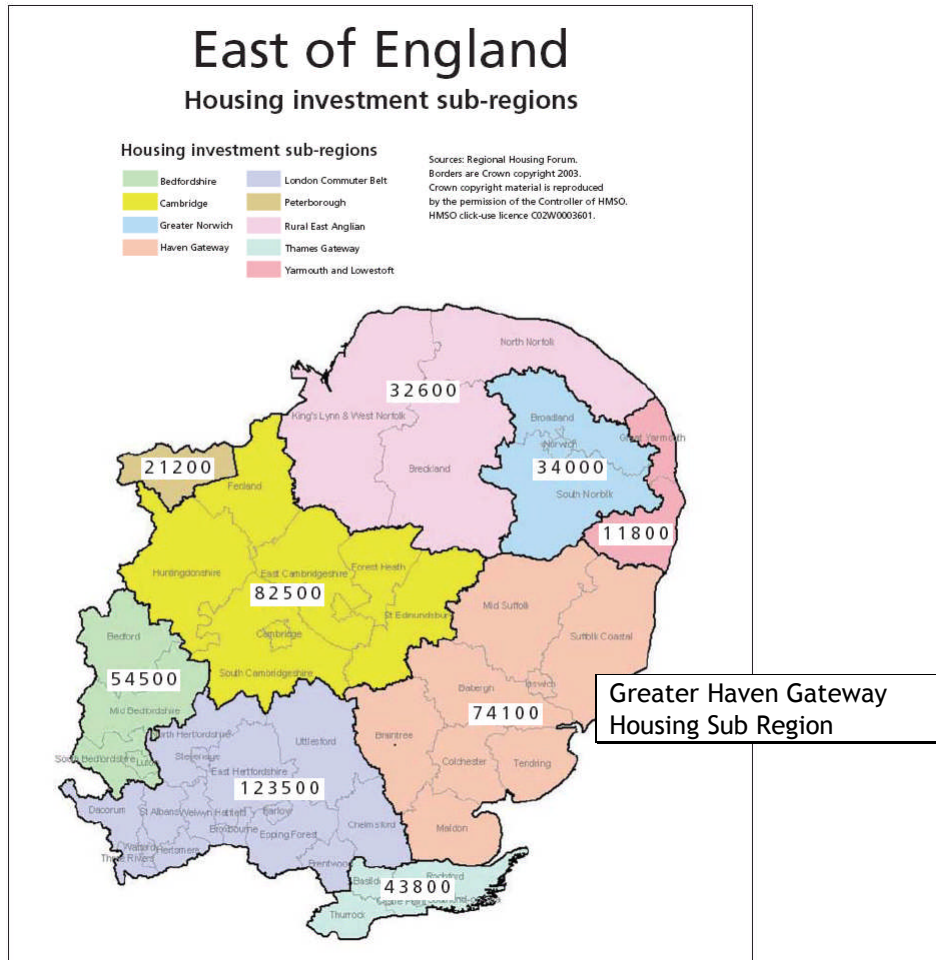 East of England
Housing investment sub-regions
Housing investment sub-regions
Bedfordshire
Cambridge
Greater Norwich
Haven Gateway
London Commuter Belt
Peterborough
Rural East Anglian
Thames Gateway
Yarmouth and Lowestoft
Sources: Regional Housing Forum.
Borders are Crown copyright 2003.
Crown copyright material is reproduced
by the permission of the Controller of HMSO.
HMSO click-use licence C02W0003601.
North Norfolk
32600
King's Lynn & West Norfolk
Broadland
Norwich
Great Yarmouth
21200
Breckland
34000
Fenland
South Norfolk
11800
Huntingdonshire
East Cambridgeshire
Forest Heath
82500
Mid Suffolk
St Edmundsbury
Bedford
Cambridge
Suffolk Coastal
South Cambridgeshire
54500
Babergh
Ipswich
Greater Haven Gateway
Housing Sub Region
Mid Bedfordshire
74100
North Hertfordshire
Uttlesford
Braintree
Stevenage
South Bedfordshire
Luton
Colchester
Tendring
East Hertfordshire
123500
Dacorum
St Albans
Welwyn Hatfield
Harlow
Broxbourne
Epping Forest
Chelmsford
Maldon
Watford
Hertsmere
Three Rivers
Brentwood
Rochford
43800
Thurrock